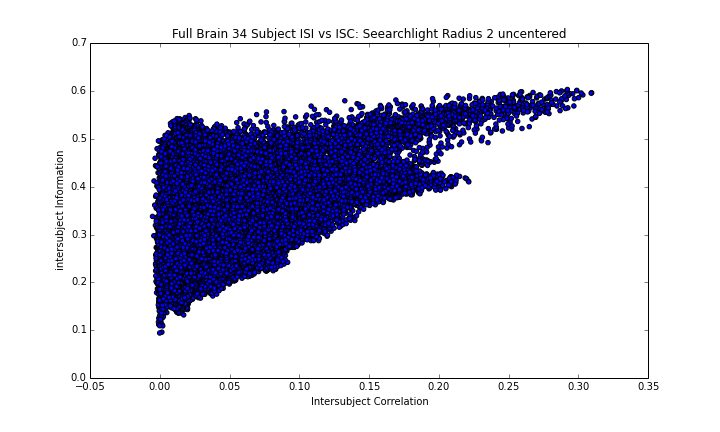 Full Brain 34 Subject ISI vs ISC: Seearchlight Radius 2 uncentered
0.7
0.6
0.5
0.4
0.3
0.2
0.1
0.0
intersubject Information
−0.05 0.00 0.05 0.10 0.15 0.20 0.25 0.30 0.35
Intersubject Correlation